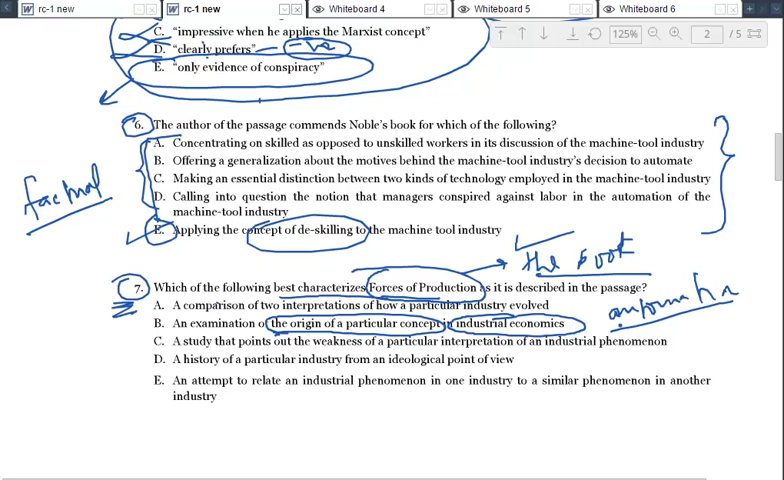 rc-1 new
rc-1 new
Whiteboard 4
Whiteboard 5
Whiteboard 6
125%
2
/ 5
C. “impressive when he applies the Marxist concept”
D. “clearly prefers” – -ve
E. “only evidence of conspiracy”
6. The author of the passage commends Noble's book for which of the following?
A. Concentrating on skilled as opposed to unskilled workers in its discussion of the machine-tool industry
B. Offering a generalization about the motives behind the machine-tool industry's decision to automate
C. Making an essential distinction between two kinds of technology employed in the machine-tool industry
D. Calling into question the notion that managers conspired against labor in the automation of the
machine-tool industry
E. Applying the concept of de-skilling to the machine tool industry
factual
the book
7. Which of the following best characterizes Forces of Production as it is described in the passage?
A. A comparison of two interpretations of how a particular industry evolved
B. An examination of the origin of a particular concept in industrial economics
automation
C. A study that points out the weakness of a particular interpretation of an industrial phenomenon
D. A history of a particular industry from an ideological point of view
E. An attempt to relate an industrial phenomenon in one industry to a similar phenomenon in another
industry